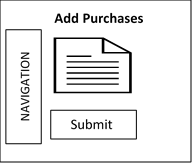 Add Purchases
NAVIGATION
Submit